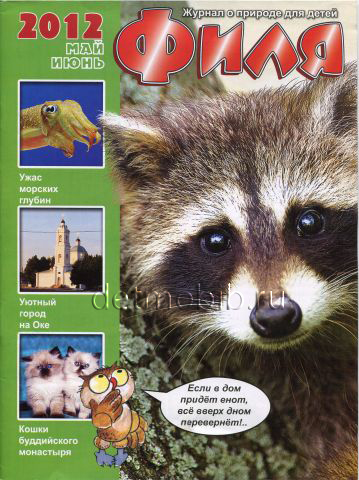 2012
МАЙ
ИЮНЬ
Журнал о природе для детей
Филя
Ужас
морских
глубин
Уютный
город
на Оке
Кошки
буддийского
монастыря
detmobib.ru
Если в дом
придёт енот,
всё вверх дном
перевернёт!..